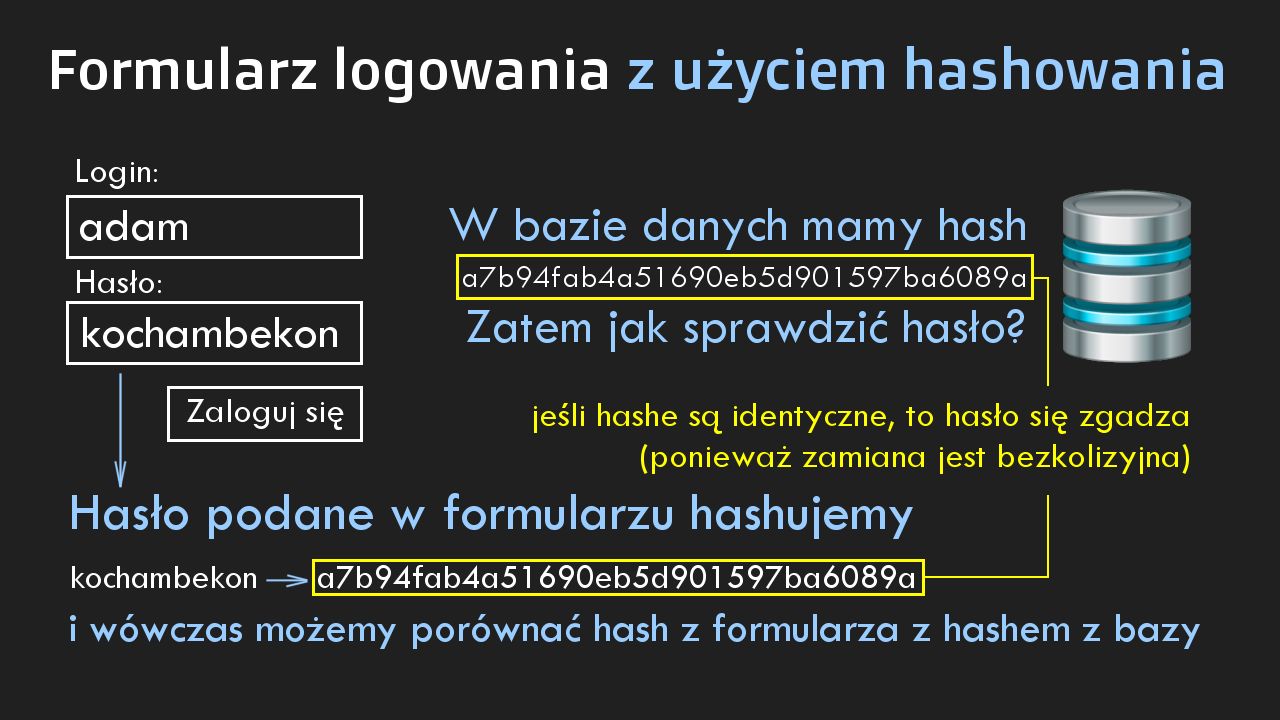 Formularz logowania z użyciem hashowania
Login:
adam
Hasło:
kochambekon
Zaloguj się
W bazie danych mamy hash
a7b94fab4a51690eb5d901597ba6089a
Zatem jak sprawdzić hasło?
jeśli hashe są identyczne, to hasło się zgadza
(ponieważ zamiana jest bezkolizyjna)
Hasło podane w formularzu hashujemy
kochambekon
a7b94fab4a51690eb5d901597ba6089a
i wówczas możemy porównać hash z formularza z hashem z bazy